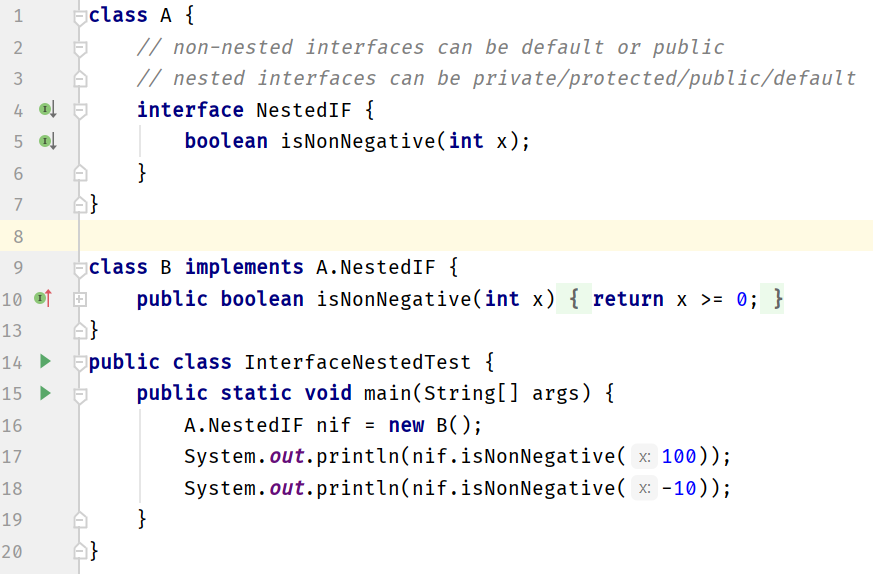 1 class A {
2 // non-nested interfaces can be default or public
3 // nested interfaces can be private/protected/public/default
4 interface NestedIF {
5 boolean isNonNegative(int x);
6 }
7 }
8
9 class B implements A.NestedIF {
10 public boolean isNonNegative(int x) { return x >= 0; }
13 }
14 public class InterfaceNestedTest {
15 public static void main(String[] args) {
16 A.NestedIF nif = new B();
17 System.out.println(nif.isNonNegative( x: 100));
18 System.out.println(nif.isNonNegative( x: -10));
19 }
20 }